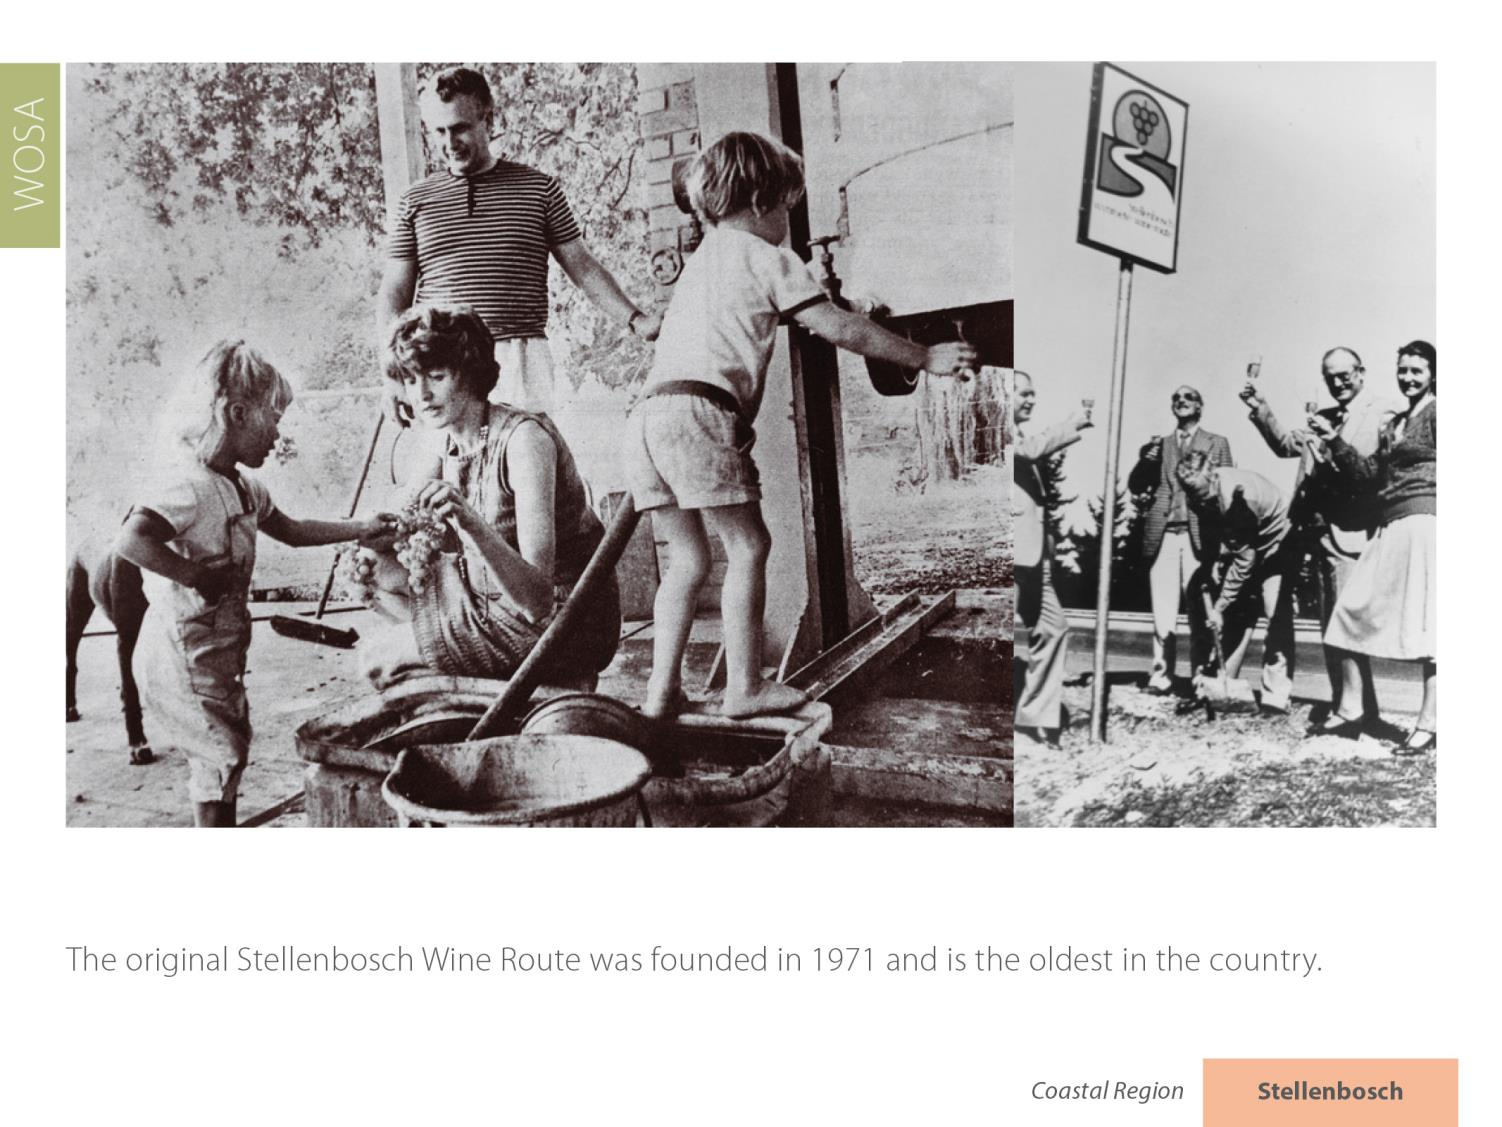 WOSA
Stellenbosch
The original Stellenbosch Wine Route was founded in 1971 and is the oldest in the country.
Coastal Region
Stellenbosch